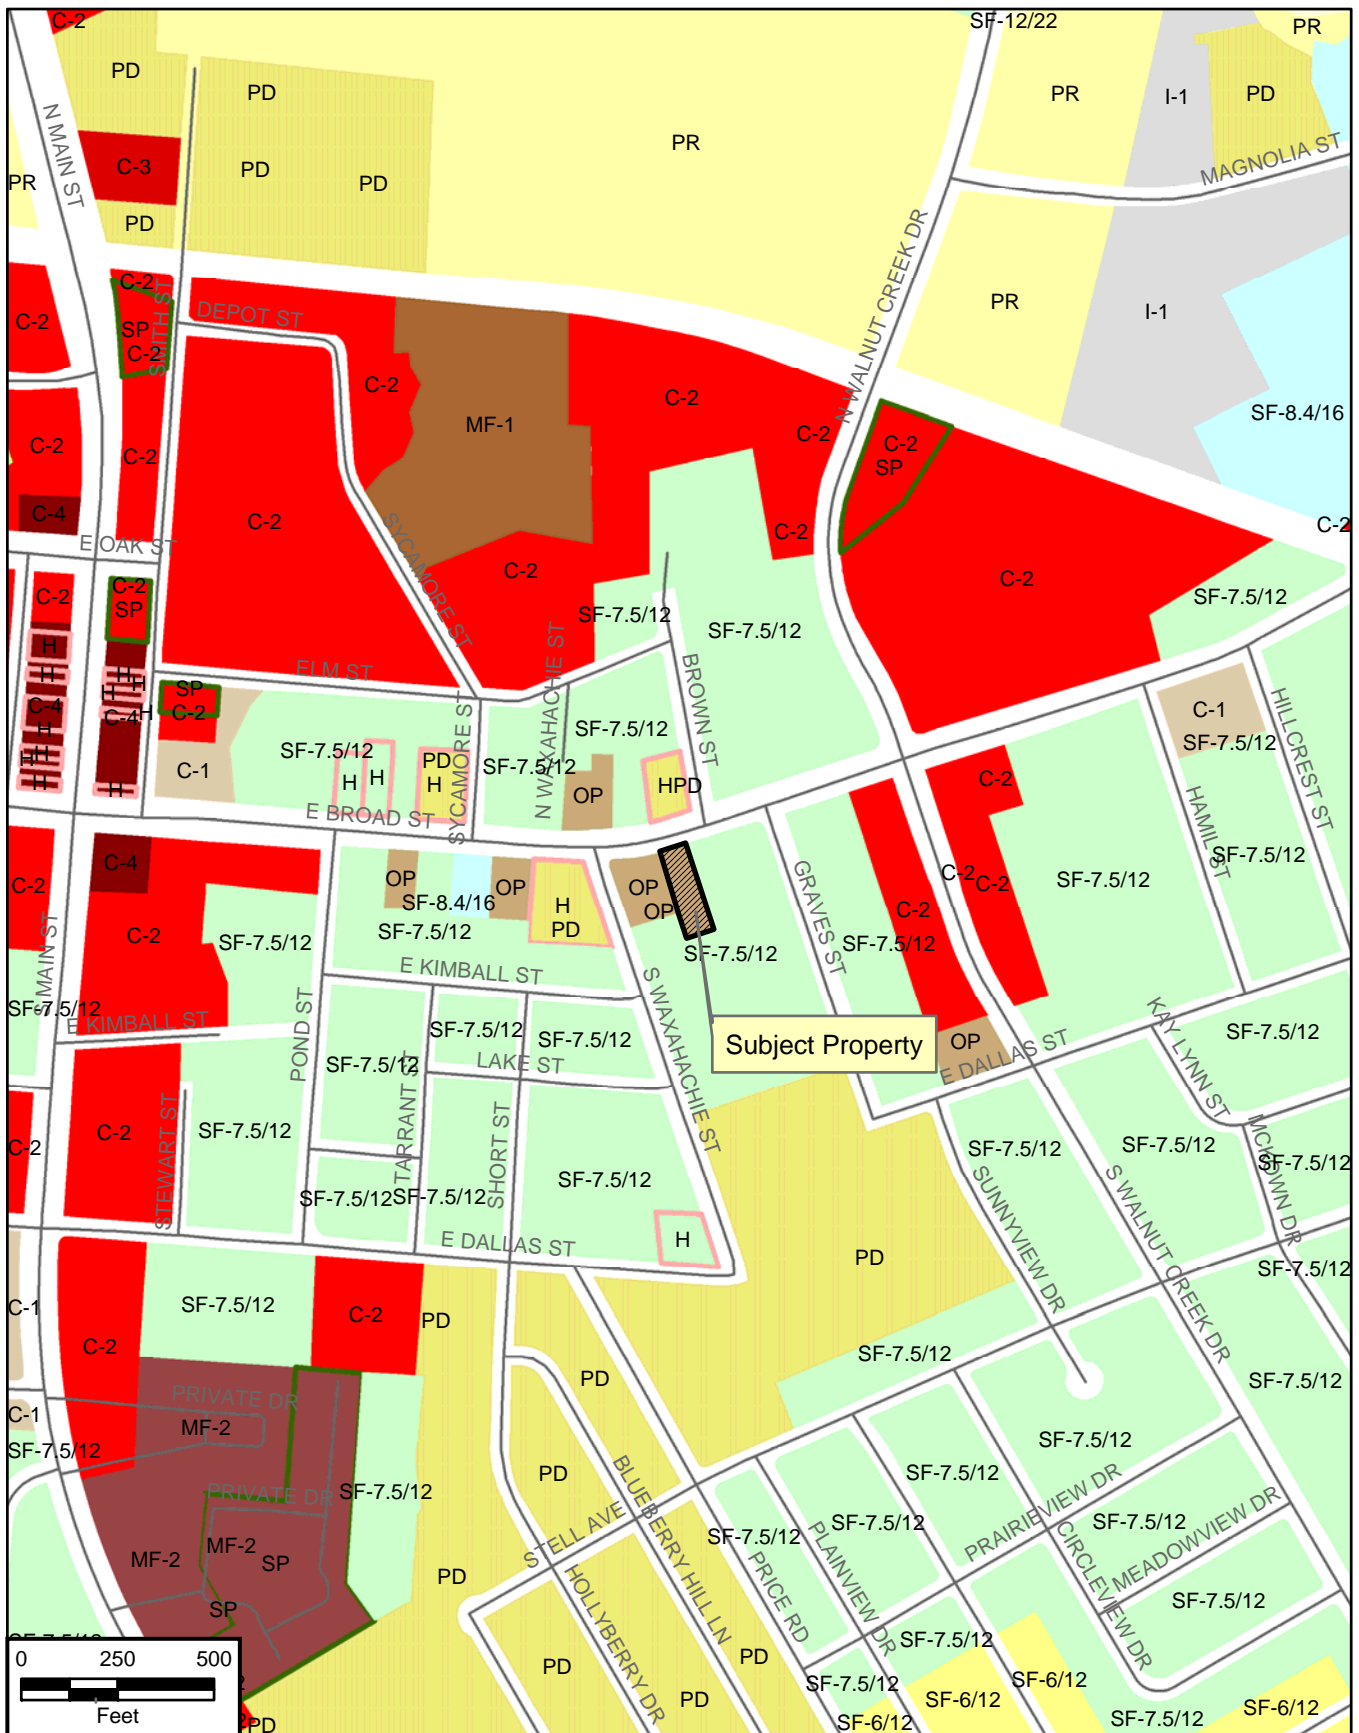 C-2
SF-12/22
PR
PD
PD
PR
I-1
PD
N MAIN ST
PR
C-3
PD
PD
MAGNOLIA ST
PR
PD
N WALNUT CREEK DR
C-2
SP
C-2
SMITH ST
DEPOT ST
C-2
PR
I-1
C-2
C-2
MF-1
C-2
C-2
SF-8.4/16
C-2
C-2
C-2
SP
C-4
C-2
SYCAMORE ST
C-2
C-2
E OAK ST
C-2
C-2
C-2
SP
C-2
SF-7.5/12
SF-7.5/12
SF-7.5/12
N WAXAHACHIE ST
BROWN ST
H
H
H
H
H
ELM ST
SP
C-2
C-4
C-4
H
H
H
H
H
H
C-1
SF-7.5/12
H
H
PD
H
SYCAMORE ST
SF-7.5/12
SF-7.5/12
OP
HPD
C-1
SF-7.5/12
HILLCREST ST
HAMIL ST
C-2
E BROAD ST
C-4
C-2
C-2
OP
SF-8.4/16
SF-7.5/12
OP
H
PD
OP
OP
SF-7.5/12
GRAVES ST
SF-7.5/12
C-2
C-2
C-2
SF-7.5/12
SF-7.5/12
SF-7.5/12
MAIN ST
SF-7.5/12
E KIMBALL ST
E KIMBALL ST
POND ST
SF-7.5/12
SF-7.5/12
SF-7.5/12
LAKE ST
TARRANT ST
SHORT ST
S WAXAHACHIE ST
Subject Property
OP
E DALLAS ST
KAY LYNN ST
SF-7.5/12
C-2
C-2
STEWART ST
SF-7.5/12
SF-7.5/12
SF-7.5/12
SF-7.5/12
SF-7.5/12
SUNNYVIEW DR
SF-7.5/12
S WALNUT CREEK DR
MCKOWN DR
SF-7.5/12
E DALLAS ST
H
PD
SF-7.5/12
C-1
C-2
SF-7.5/12
C-2
PD
SF-7.5/12
PD
SF-7.5/12
PRIVATE DR
C-1
MF-2
SF-7.5/12
SF-7.5/12
SF-7.5/12
PRIVATE DR
SF-7.5/12
PD
BLUEBERRY HILL LN
STELL AVE
SF-7.5/12
SF-7.5/12
PRAIRIEVIEW DR
SF-7.5/12
MEADOWVIEW DR
CIRCLEVIEW DR
MF-2
MF-2
SP
SP
PD
HOLLYBERRY DR
PRICE RD
PLAINVIEW DR
SF-7.5/12
SF-7.5/12
PD
PD
PD
SF-7.5/12
SF-6/12
SF-6/12
SF-6/12
SF-7.5/12
SF-6/12
PD
0 250 500
Feet